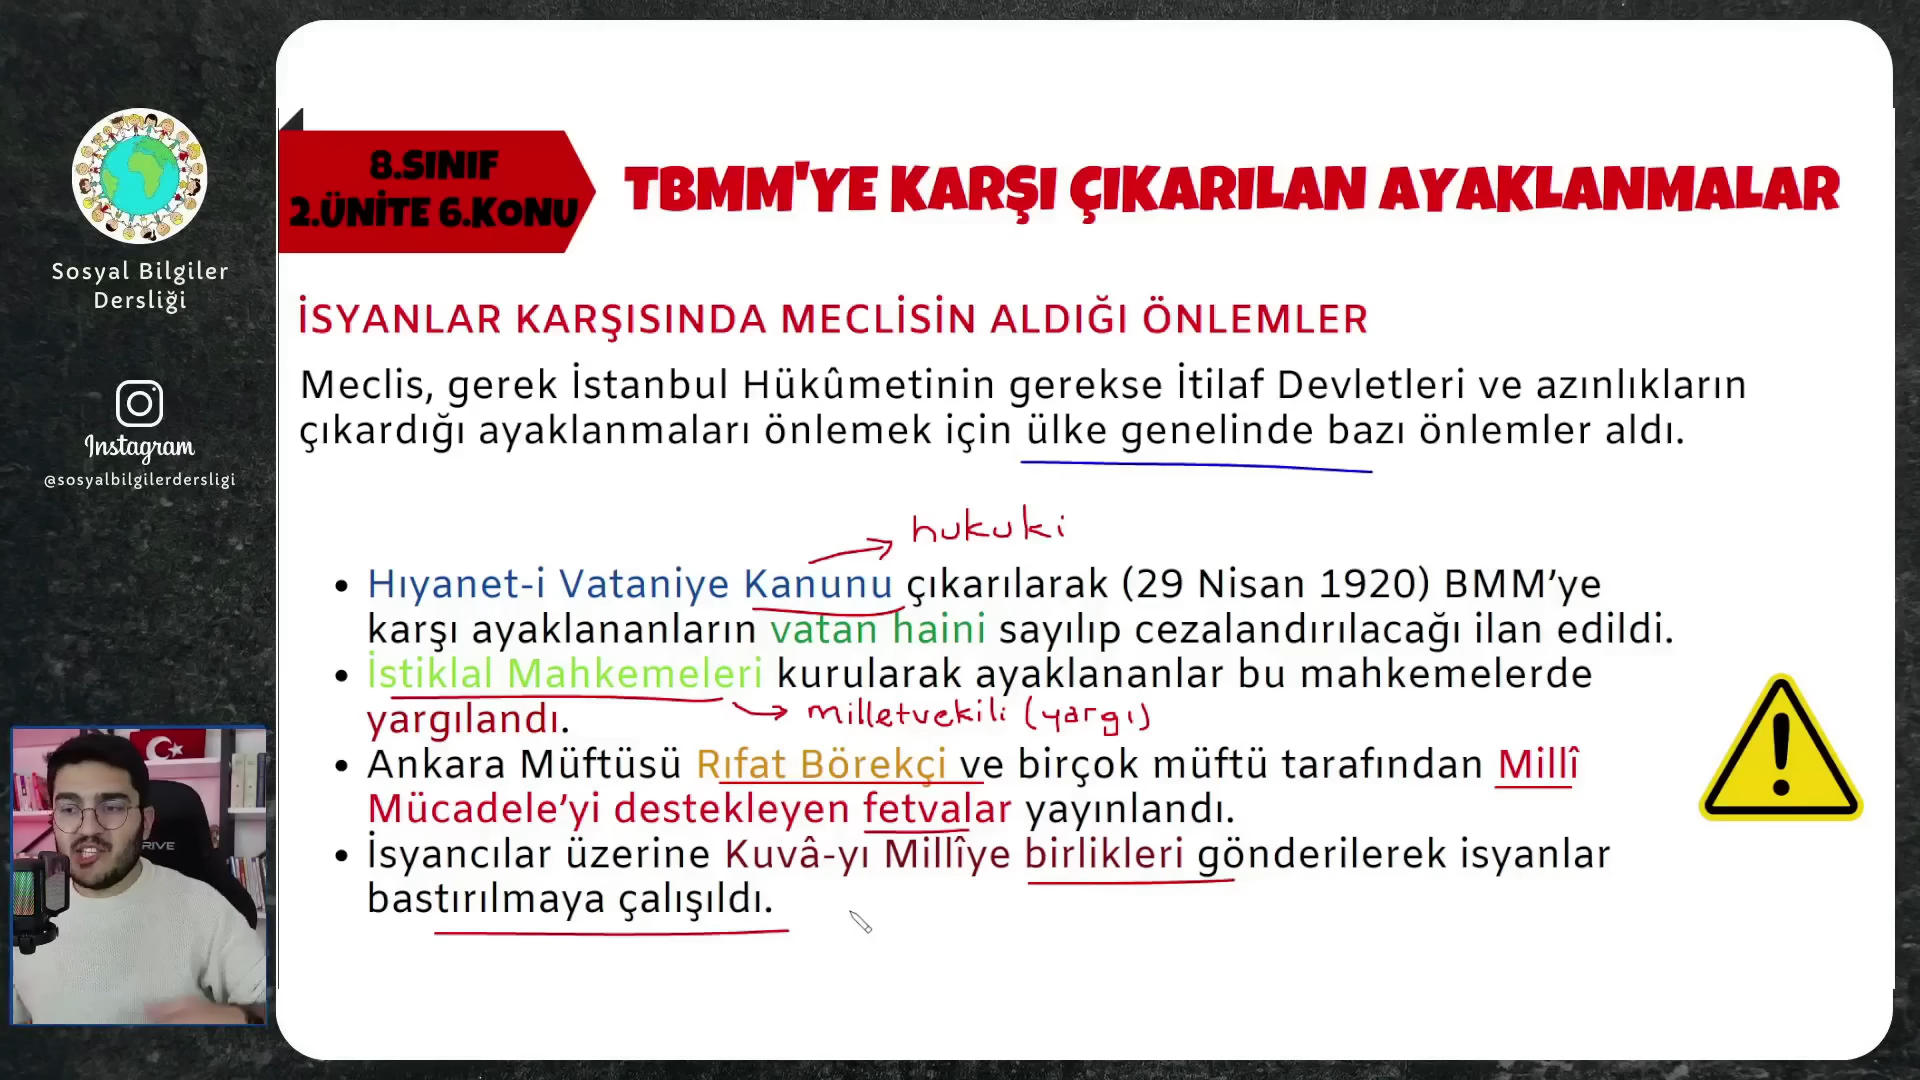 8.SINIF
2.ÜNİTE 6.KONU
TBMM'YE KARŞI ÇIKARILAN AYAKLANMALAR
Sosyal Bilgiler
Dersliği
Instagram
@sosyalbilgilerdersligi
İSYANLAR KARŞISINDA MECLİSİN ALDIĞI ÖNLEMLER
Meclis, gerek İstanbul Hükûmetinin gerekse İtilaf Devletleri ve azınlıkların
çıkardığı ayaklanmaları önlemek için ülke genelinde bazı önlemler aldı.
hukuki
• Hıyanet-i Vataniye Kanunu çıkarılarak (29 Nisan 1920) BMM’ye
karşı ayaklananların vatan haini sayılıp cezalandırılacağı ilan edildi.
• İstiklal Mahkemeleri kurularak ayaklananlar bu mahkemelerde
yargılandı.
milletvekili (yargı)
• Ankara Müftüsü Rıfat Börekçi ve birçok müftü tarafından Millî
Mücadele’yi destekleyen fetvalar yayınlandı.
• İsyancılar üzerine Kuvâ-yı Millîye birlikleri gönderilerek isyanlar
bastırılmaya çalışıldı.